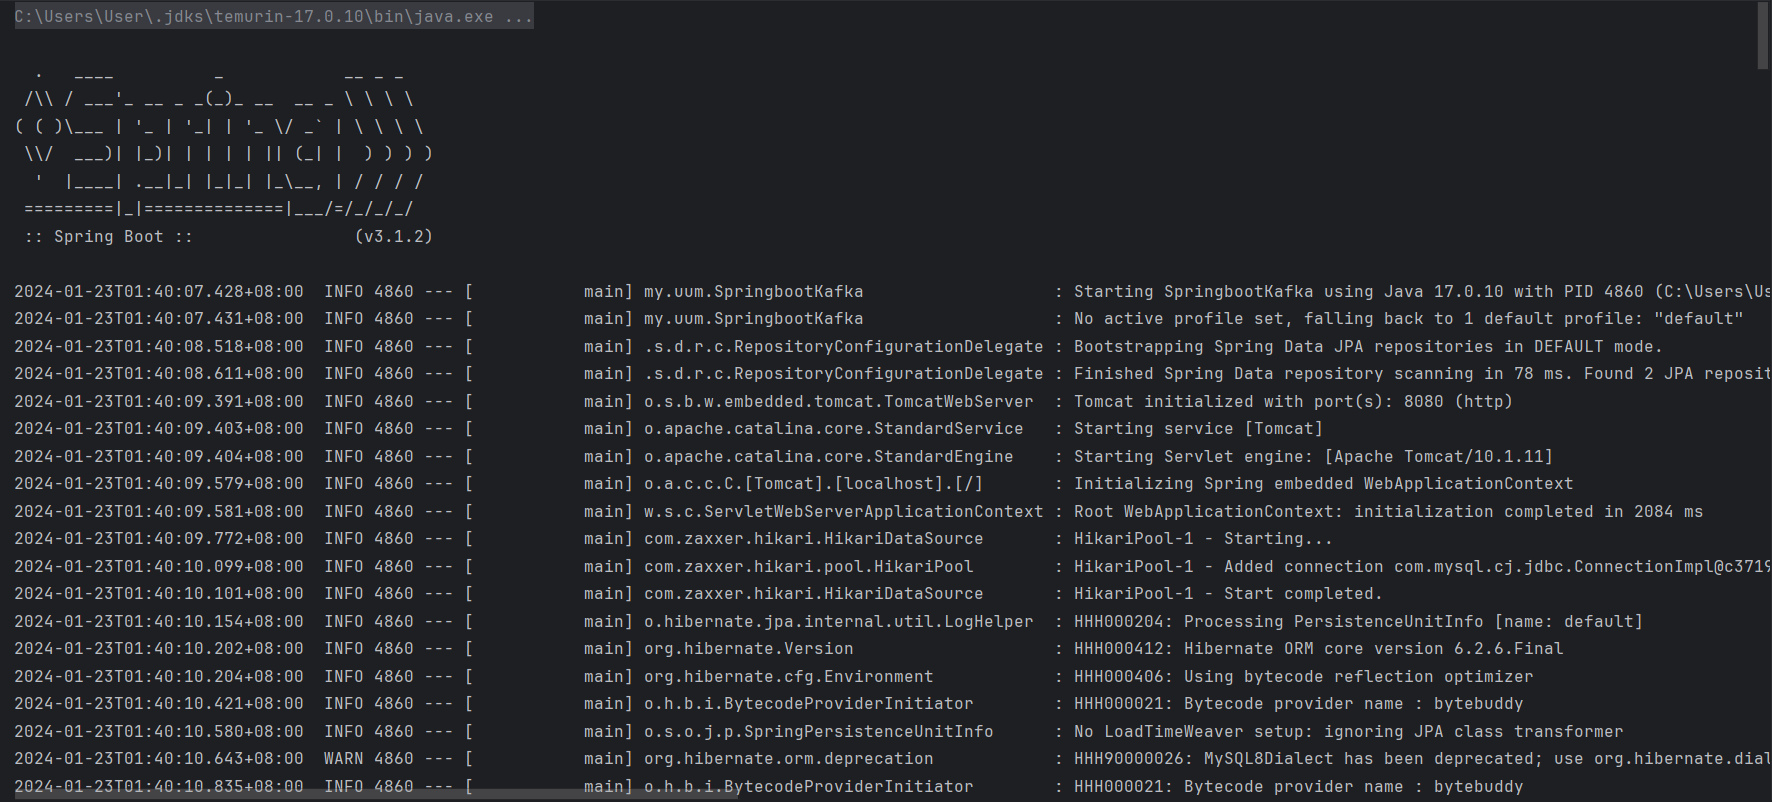 C:\Users\User\.jdks\temurin-17.0.10\bin\java.exe ...
  .   ____          _            __ _ _
 /\\ / ___'_ __ _ _(_)_ __  __ _ \ \ \ \
( ( )\___ | '_ | '_| | '_ \/ _` | \ \ \ \
 \\/  ___)| |_)| | | | | || (_| |  ) ) ) )
  '  |____| .__|_| |_|_| |_\__, | / / / /
 =========|_|==============|___/=/_/_/_/
 :: Spring Boot ::                (v3.1.2)
2024-01-23T01:40:07.428+08:00  INFO 4860 --- [           main] my.uum.SpringbootKafka                   : Starting SpringbootKafka using Java 17.0.10 with PID 4860 (C:\Users\Us
2024-01-23T01:40:07.431+08:00  INFO 4860 --- [           main] my.uum.SpringbootKafka                   : No active profile set, falling back to 1 default profile: "default"
2024-01-23T01:40:08.518+08:00  INFO 4860 --- [           main] .s.d.r.c.RepositoryConfigurationDelegate : Bootstrapping Spring Data JPA repositories in DEFAULT mode.
2024-01-23T01:40:08.611+08:00  INFO 4860 --- [           main] .s.d.r.c.RepositoryConfigurationDelegate : Finished Spring Data repository scanning in 78 ms. Found 2 JPA reposit
2024-01-23T01:40:09.391+08:00  INFO 4860 --- [           main] o.s.b.w.embedded.tomcat.TomcatWebServer  : Tomcat initialized with port(s): 8080 (http)
2024-01-23T01:40:09.403+08:00  INFO 4860 --- [           main] o.apache.catalina.core.StandardService   : Starting service [Tomcat]
2024-01-23T01:40:09.404+08:00  INFO 4860 --- [           main] o.apache.catalina.core.StandardEngine    : Starting Servlet engine: [Apache Tomcat/10.1.11]
2024-01-23T01:40:09.579+08:00  INFO 4860 --- [           main] o.a.c.c.C.[Tomcat].[localhost].[/]       : Initializing Spring embedded WebApplicationContext
2024-01-23T01:40:09.581+08:00  INFO 4860 --- [           main] w.s.c.ServletWebServerApplicationContext : Root WebApplicationContext: initialization completed in 2084 ms
2024-01-23T01:40:09.772+08:00  INFO 4860 --- [           main] com.zaxxer.hikari.HikariDataSource       : HikariPool-1 - Starting...
2024-01-23T01:40:10.099+08:00  INFO 4860 --- [           main] com.zaxxer.hikari.pool.HikariPool        : HikariPool-1 - Added connection com.mysql.cj.jdbc.ConnectionImpl@c3719
2024-01-23T01:40:10.101+08:00  INFO 4860 --- [           main] com.zaxxer.hikari.HikariDataSource       : HikariPool-1 - Start completed.
2024-01-23T01:40:10.154+08:00  INFO 4860 --- [           main] o.hibernate.jpa.internal.util.LogHelper  : HHH000204: Processing PersistenceUnitInfo [name: default]
2024-01-23T01:40:10.202+08:00  INFO 4860 --- [           main] org.hibernate.Version                    : HHH000412: Hibernate ORM core version 6.2.6.Final
2024-01-23T01:40:10.204+08:00  INFO 4860 --- [           main] org.hibernate.cfg.Environment            : HHH000406: Using bytecode reflection optimizer
2024-01-23T01:40:10.421+08:00  INFO 4860 --- [           main] o.h.b.i.BytecodeProviderInitiator        : HHH000021: Bytecode provider name : bytebuddy
2024-01-23T01:40:10.580+08:00  INFO 4860 --- [           main] o.s.o.j.p.SpringPersistenceUnitInfo      : No LoadTimeWeaver setup: ignoring JPA class transformer
2024-01-23T01:40:10.643+08:00  WARN 4860 --- [           main] org.hibernate.orm.deprecation            : HHH90000026: MySQL8Dialect has been deprecated; use org.hibernate.dial
2024-01-23T01:40:10.835+08:00  INFO 4860 --- [           main] o.h.b.i.BytecodeProviderInitiator        : HHH000021: Bytecode provider name : bytebuddy